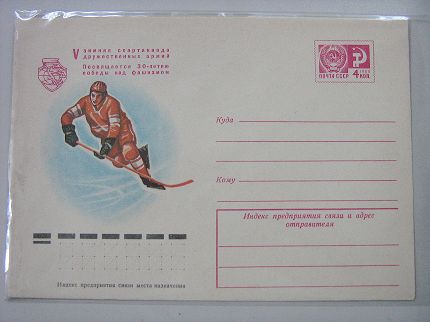 V зимняя спартакиада
дружественных армий
Посвящается 30-летию
победы над фашизмом
ПОЧТА СССР
1966
4 КОП.
Куда
Кому
Индекс предприятия связи и адрес
отправителя
Индекс предприятия связи места назначения